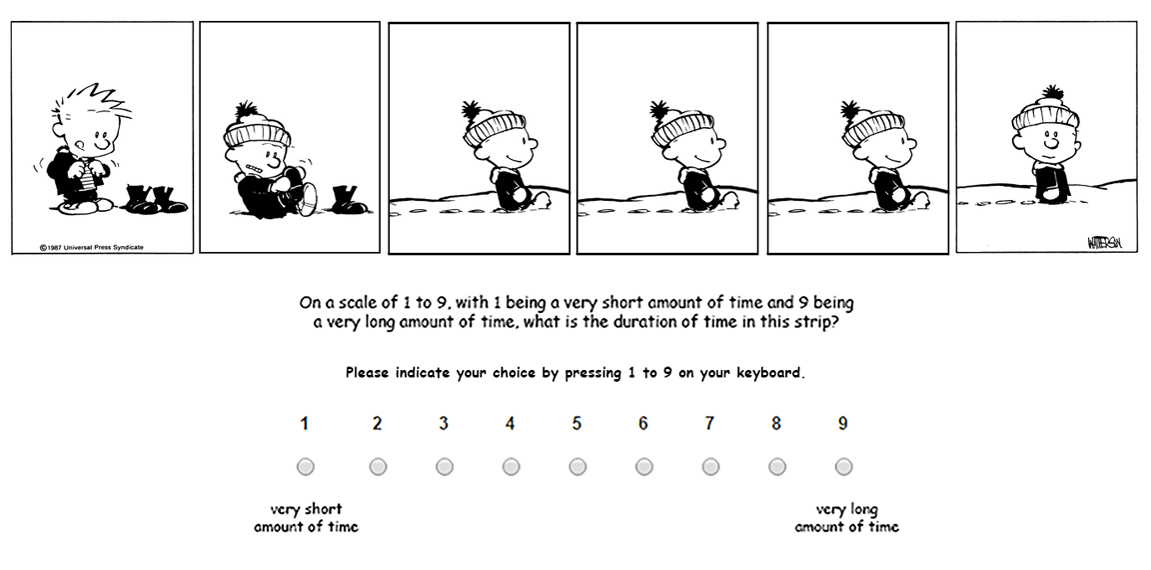 ©1987 Universal Press Syndicate
WATTERSON
On a scale of 1 to 9, with 1 being a very short amount of time and 9 being
a very long amount of time, what is the duration of time in this strip?
Please indicate your choice by pressing 1 to 9 on your keyboard.
1 2 3 4 5 6 7 8 9
very short very long
amount of time amount of time